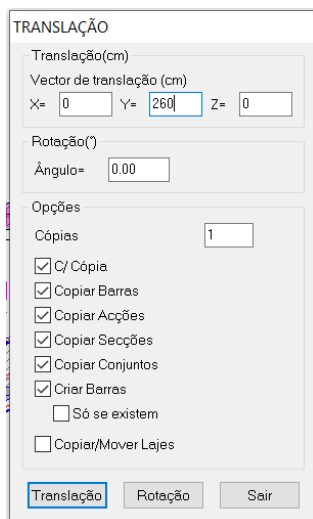 TRANSLAÇÃO
Translação(cm)
Vector de translação (cm)
X= 0 Y= 260 Z= 0
Rotação(°)
Ângulo= 0.00
Opções
Cópias 1
C/ Cópia
Copiar Barras
Copiar Acções
Copiar Secções
Copiar Conjuntos
Criar Barras
Só se existem
Copiar/Mover Lajes
Translação Rotação Sair